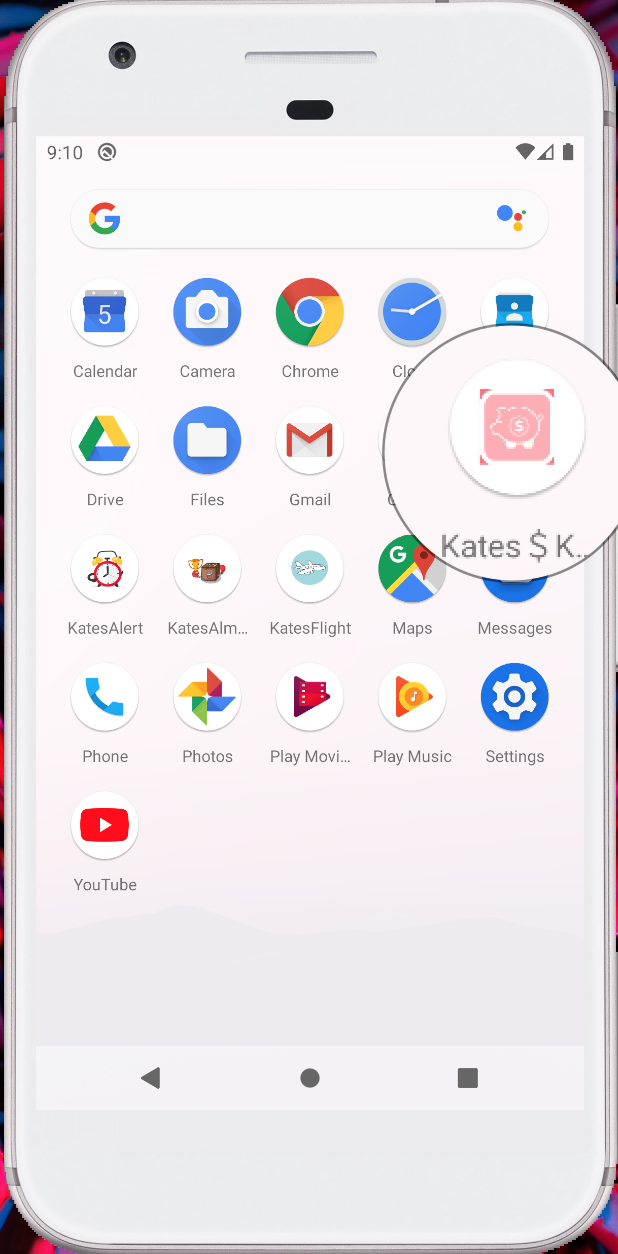 9:10
5
Calendar Camera Chrome Clo
$
Drive Files Gmail
Kates $ K...
G
KatesAlert KatesAlm... KatesFlight Maps Messages
Phone Photos Play Movi... Play Music Settings
YouTube